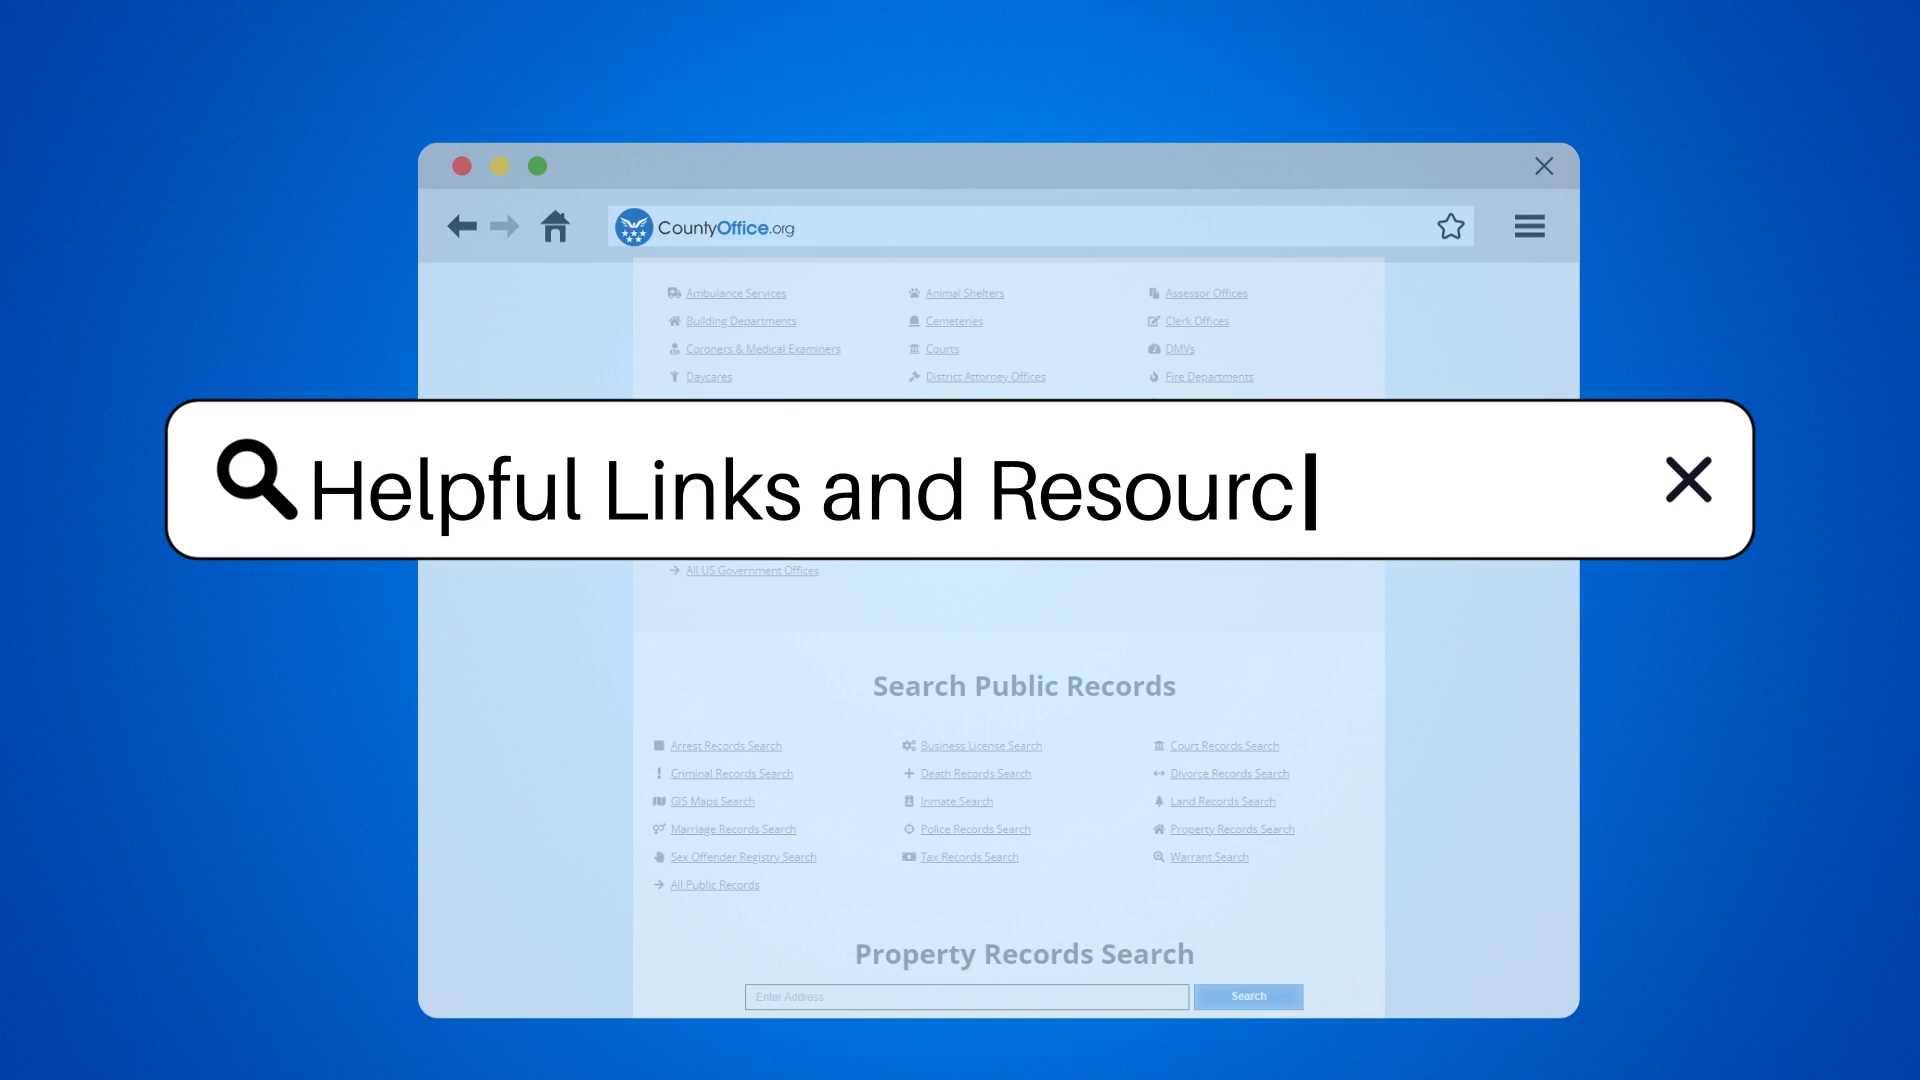 CountyOffice.org
Ambulance Services Animal Shelters Assessor Offices
Building Departments Cemeteries Clerk Offices
Coroners & Medical Examiners Courts DMVs
Daycares District Attorney Offices Fire Departments
Helpful Links and Resourc
All US Government Offices
Search Public Records
Arrest Records Search Business License Search Court Records Search
Criminal Records Search Death Records Search Divorce Records Search
GIS Maps Search Inmate Search Land Records Search
Marriage Records Search Police Records Search Property Records Search
Sex Offender Registry Search Tax Records Search Warrant Search
All Public Records
Property Records Search
Enter Address Search